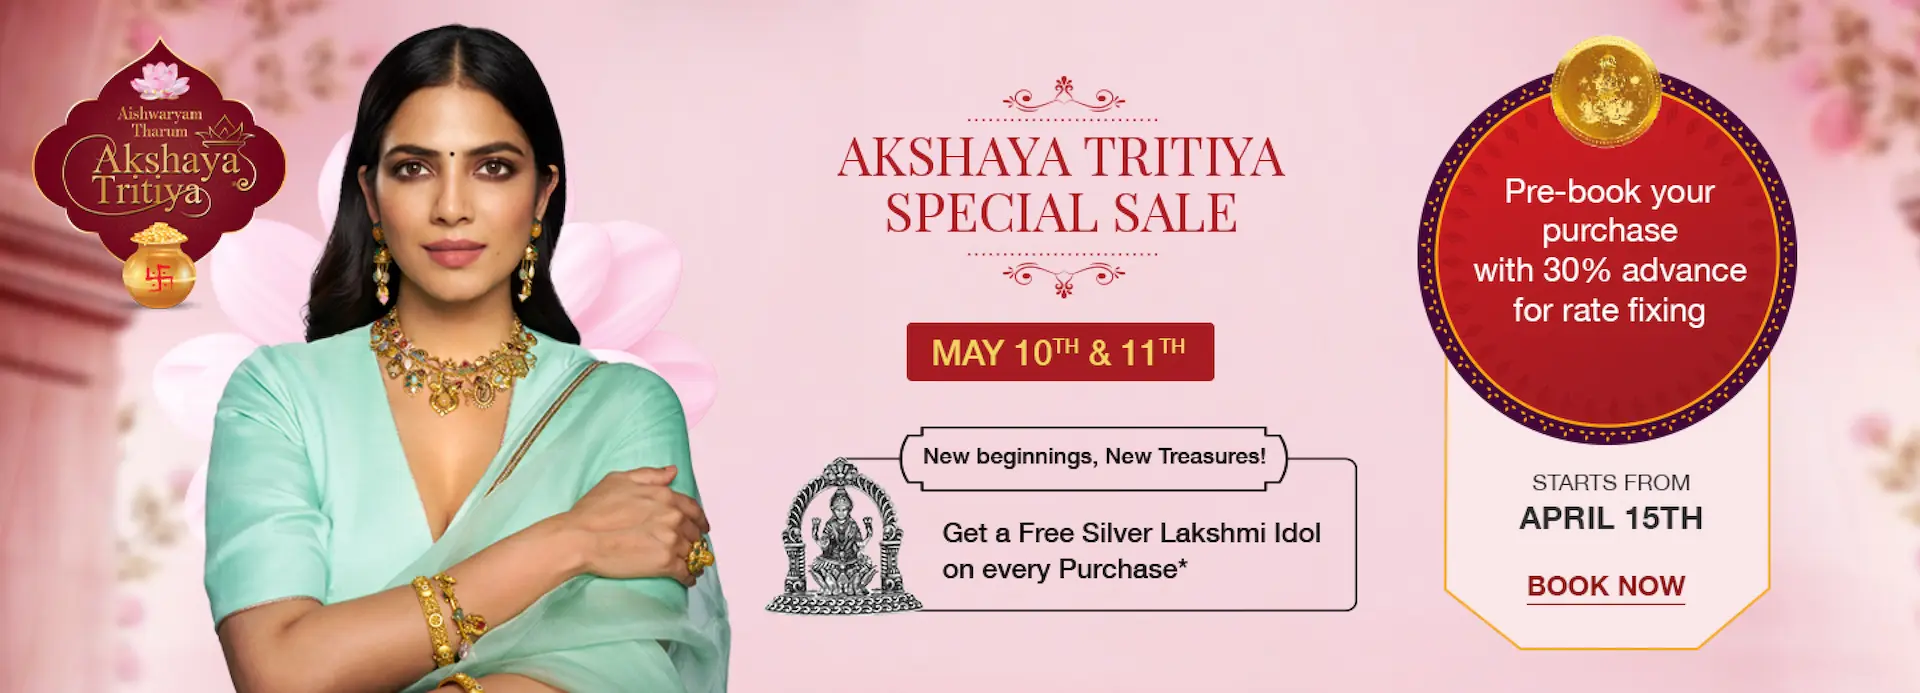 Aishwaryam
Tharum
Akshaya
Tritiya
AKSHAYA TRITIYA
SPECIAL SALE
MAY 10TH & 11TH
New beginnings, New Treasures!
Get a Free Silver Lakshmi Idol
on every Purchase*
Pre-book your
purchase
with 30% advance
for rate fixing
STARTS FROM
APRIL 15TH
BOOK NOW